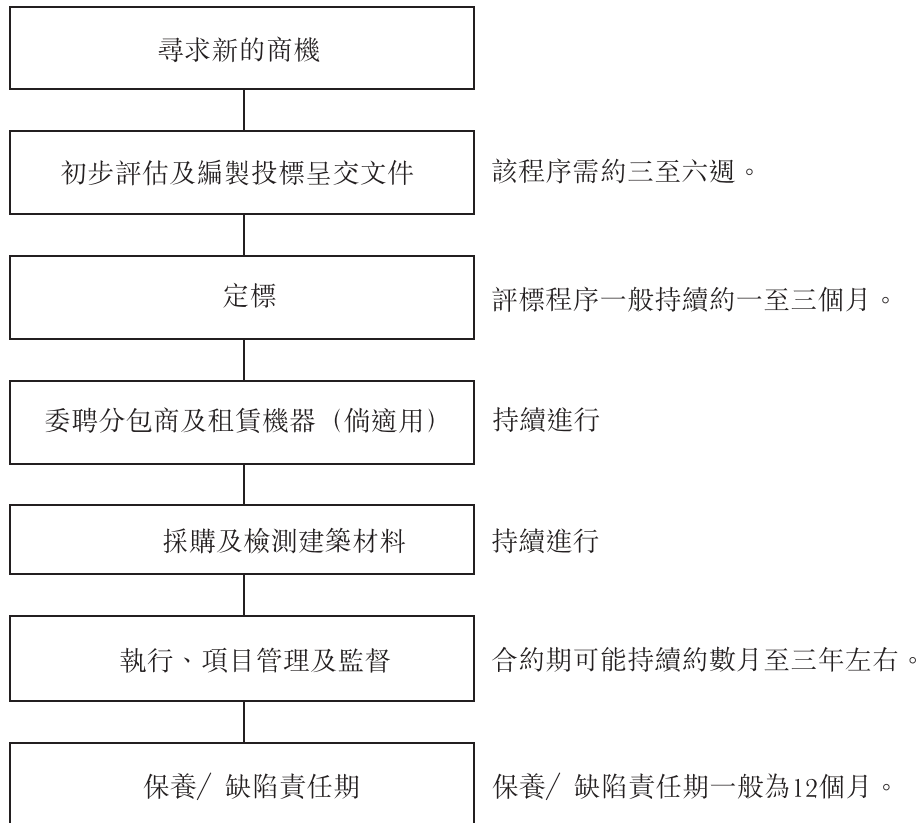 尋求新的商機
初步評估及編製投標呈交文件
該程序需約三至六週。
定標
評標程序一般持續約一至三個月。
委聘分包商及租賃機器（倘適用）
持續進行
採購及檢測建築材料
持續進行
執行、項目管理及監督
合約期可能持續約數月至三年左右。
保養/ 缺陷責任期
保養/ 缺陷責任期一般為12個月。